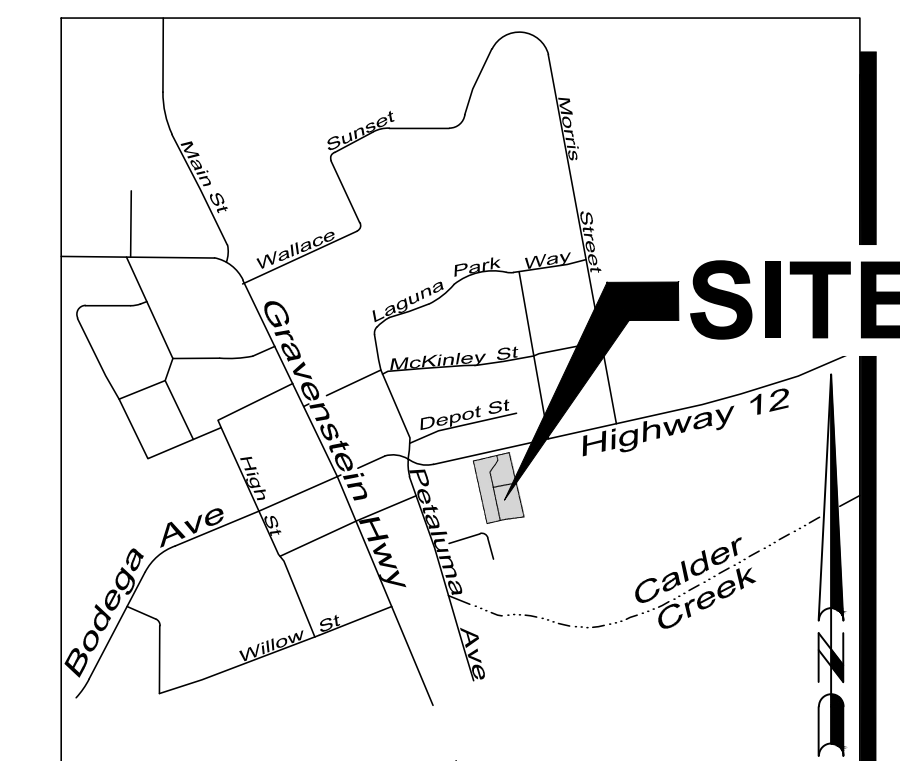 Morris
Sunset
Main St
Street
Wallace
Laguna Park Way
SITE
Gravenstein Hwy
McKinley St
Depot St
Highway 12
High St
Petaluma Ave
Bodega Ave
Calder
Creek
Willow St
N